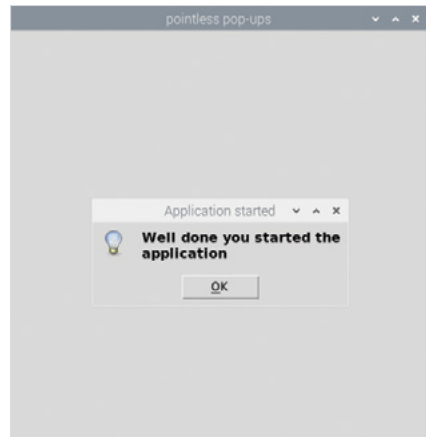 pointless pop-ups
Application started
Well done you started the
application
OK